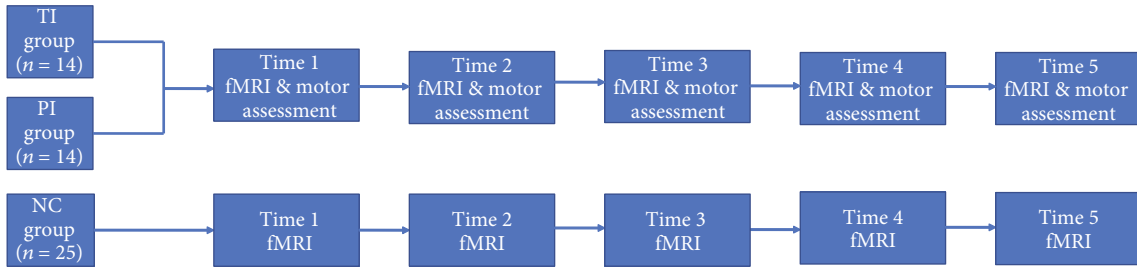 TI
group
(n = 14)
PI
group
(n = 14)
Time 1
fMRI & motor
assessment
Time 2
fMRI & motor
assessment
Time 3
fMRI & motor
assessment
Time 4
fMRI & motor
assessment
Time 5
fMRI & motor
assessment
NC
group
(n = 25)
Time 1
fMRI
Time 2
fMRI
Time 3
fMRI
Time 4
fMRI
Time 5
fMRI